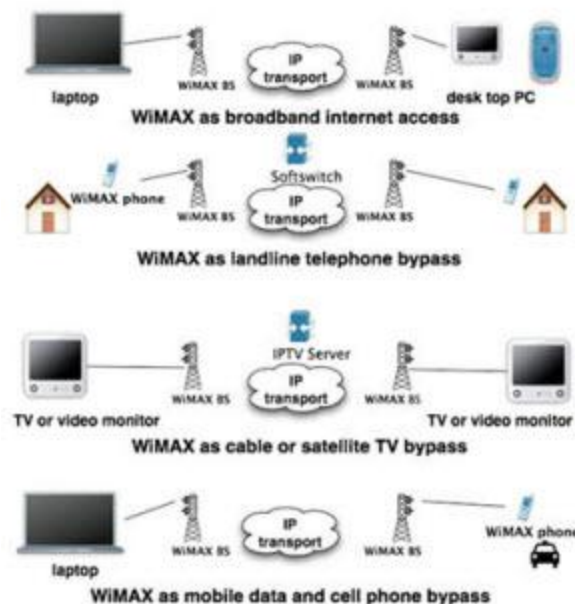 laptop
WiMAX BS
IP
transport
WiMAX BS
desk top PC
WiMAX as broadband internet access
Softswitch
WiMAX phone
WiMAX BS
IP
transport
WiMAX BS
WiMAX as landline telephone bypass
IPTV Server
TV or video monitor
WiMAX BS
IP
transport
WiMAX BS
TV or video monitor
WiMAX as cable or satellite TV bypass
laptop
WiMAX BS
IP
transport
WiMAX BS
WiMAX phone
WiMAX as mobile data and cell phone bypass